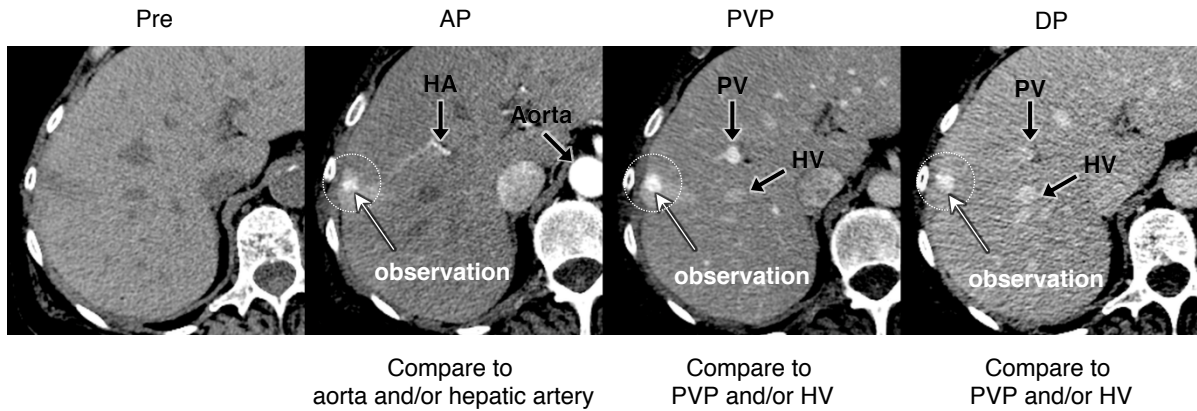 Pre
AP
PVP
DP
HA
Aorta
observation
PV
HV
observation
PV
HV
observation
Compare to
aorta and/or hepatic artery
Compare to
PVP and/or HV
Compare to
PVP and/or HV